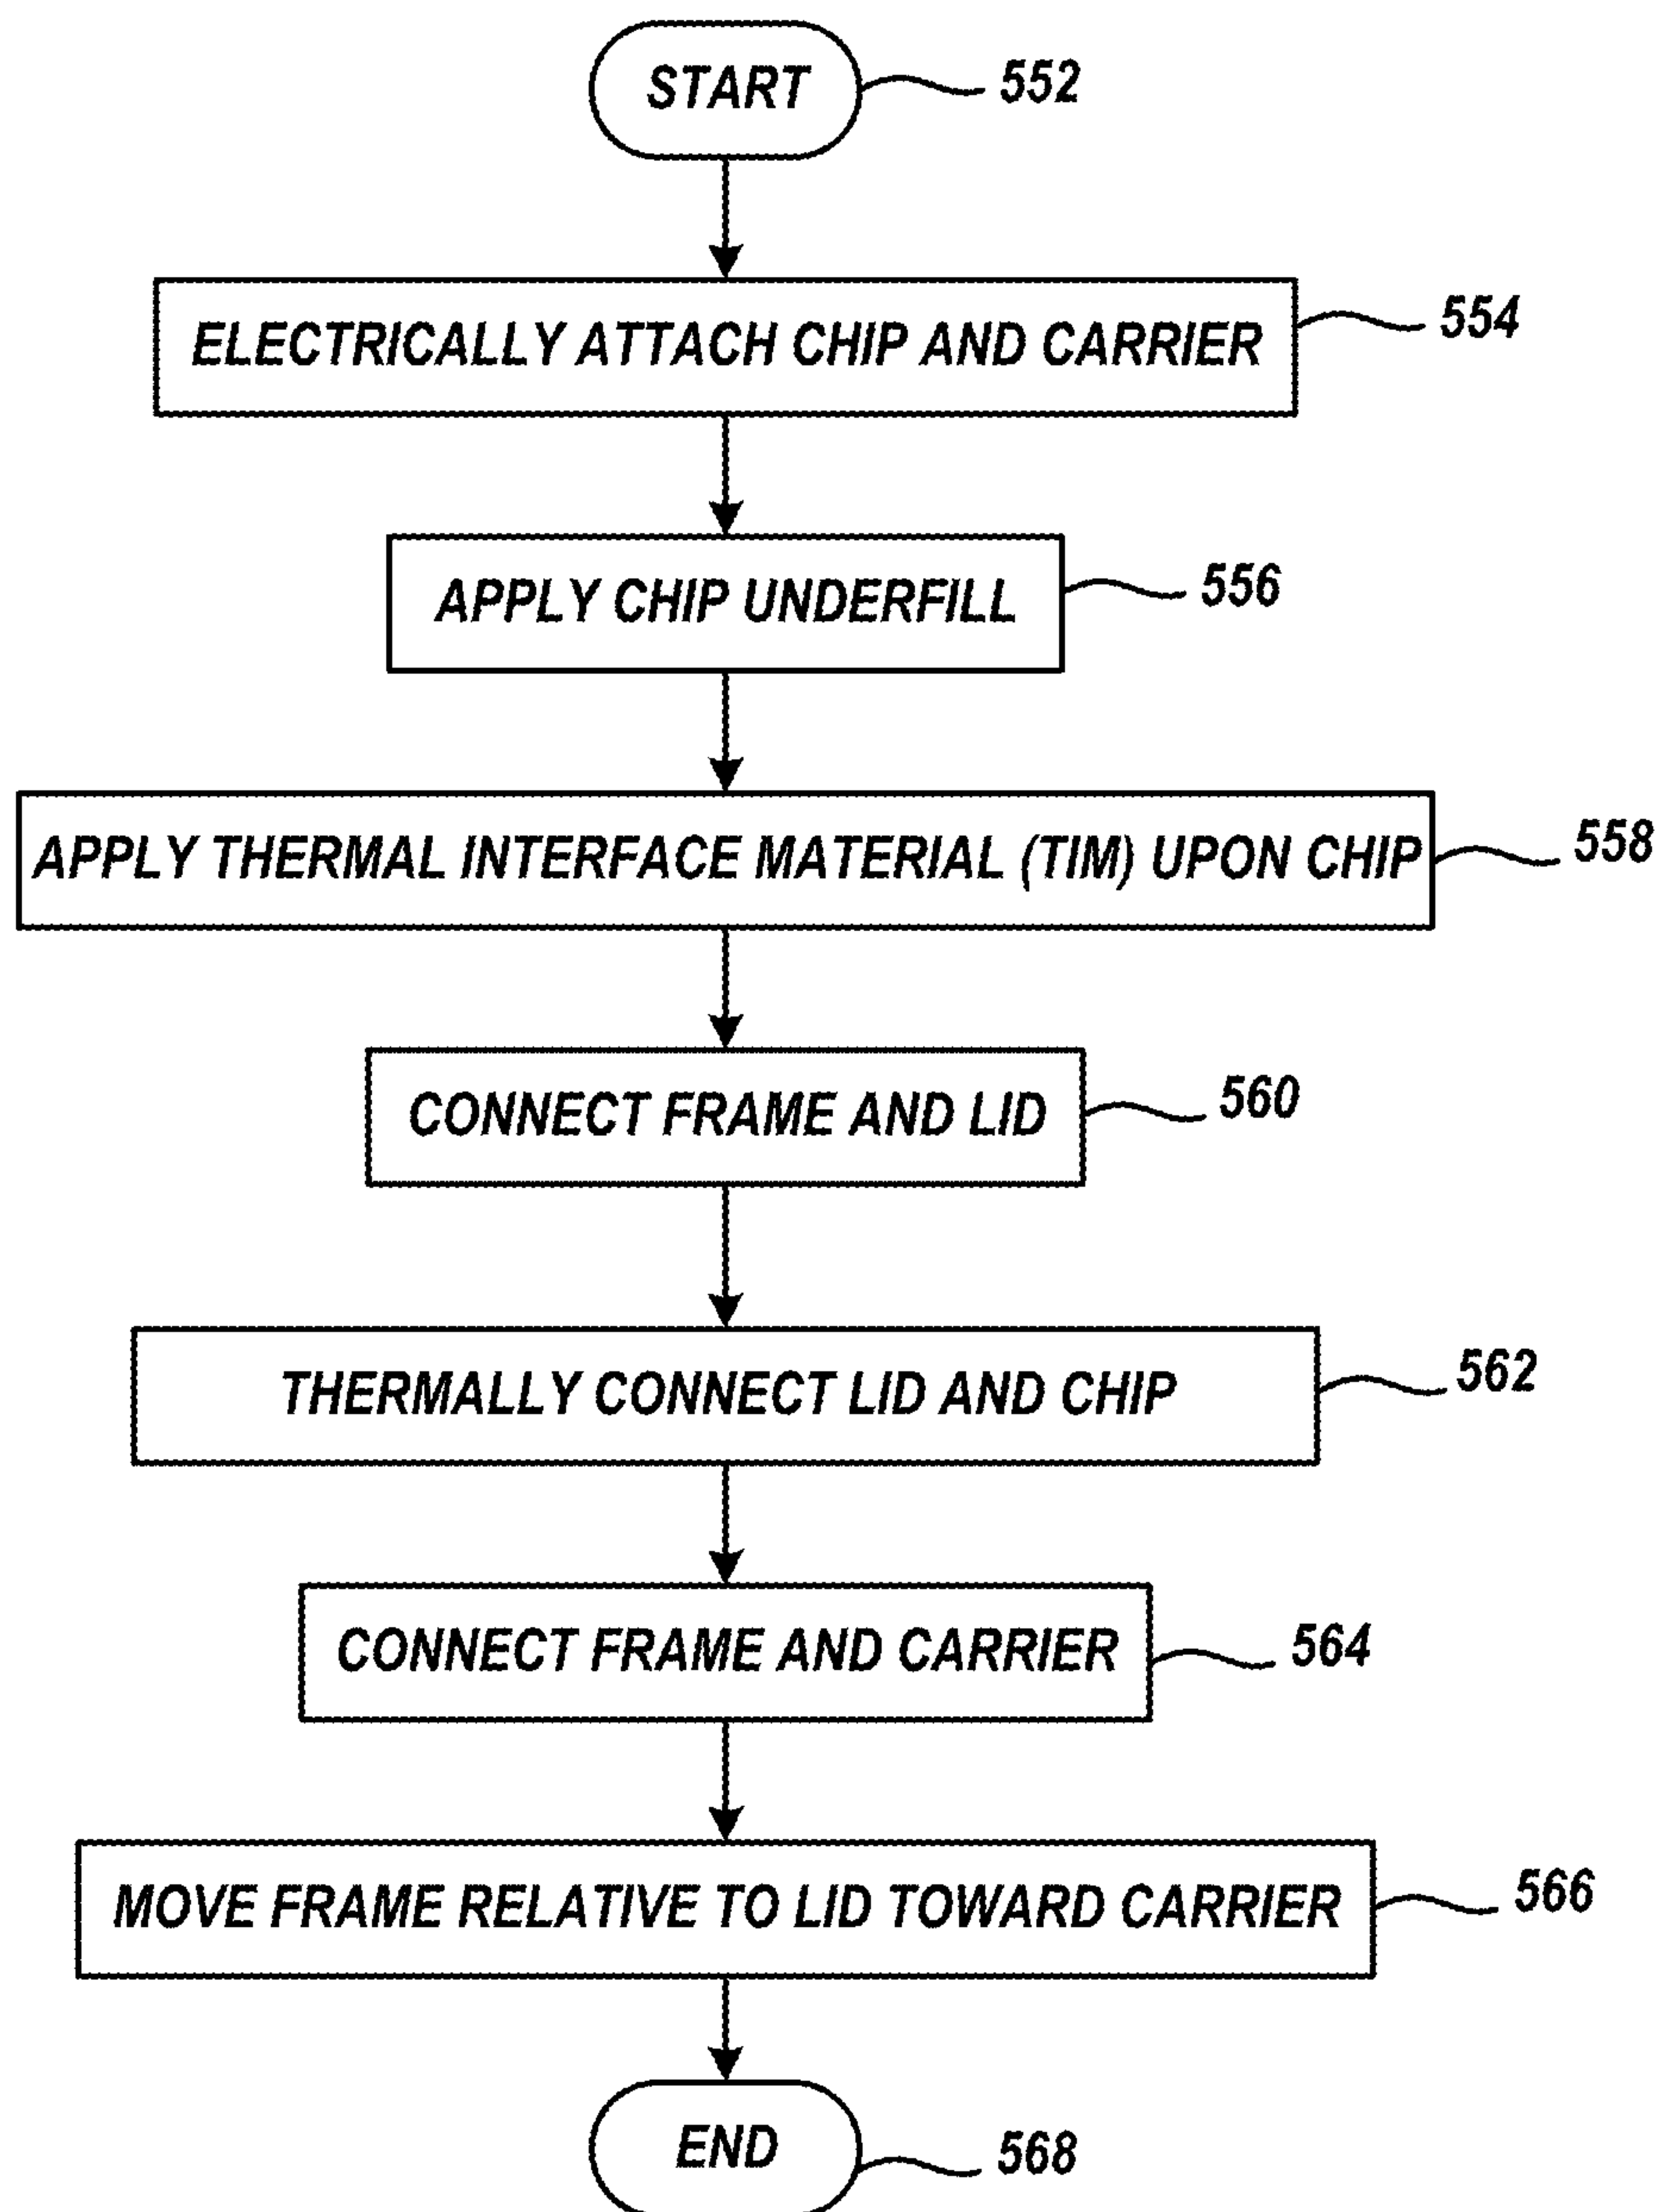 START
552
ELECTRICALLY ATTACH CHIP AND CARRIER
554
APPLY CHIP UNDERFILL
556
APPLY THERMAL INTERFACE MATERIAL (TIM) UPON CHIP
558
CONNECT FRAME AND LID
560
THERMALLY CONNECT LID AND CHIP
562
CONNECT FRAME AND CARRIER
564
MOVE FRAME RELATIVE TO LID TOWARD CARRIER
566
END
568